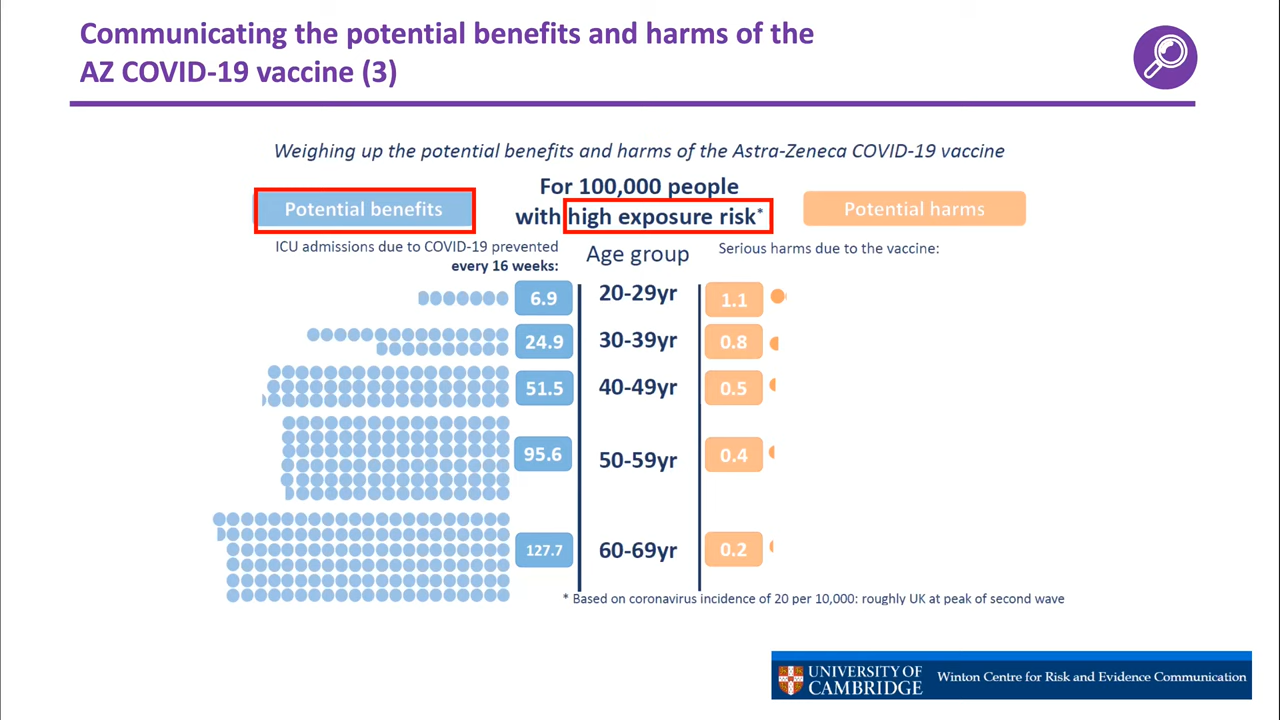 Communicating the potential benefits and harms of the
AZ COVID-19 vaccine (3)
Weighing up the potential benefits and harms of the Astra-Zeneca COVID-19 vaccine
For 100,000 people
with high exposure risk*
Potential benefits
Potential harms
ICU admissions due to COVID-19 prevented
every 16 weeks:
Age group
Serious harms due to the vaccine:
6.9 20-29yr 1.1
24.9 30-39yr 0.8
51.5 40-49yr 0.5
95.6 50-59yr 0.4
127.7 60-69yr 0.2
* Based on coronavirus incidence of 20 per 10,000: roughly UK at peak of second wave
UNIVERSITY OF
CAMBRIDGE
Winton Centre for Risk and Evidence Communication